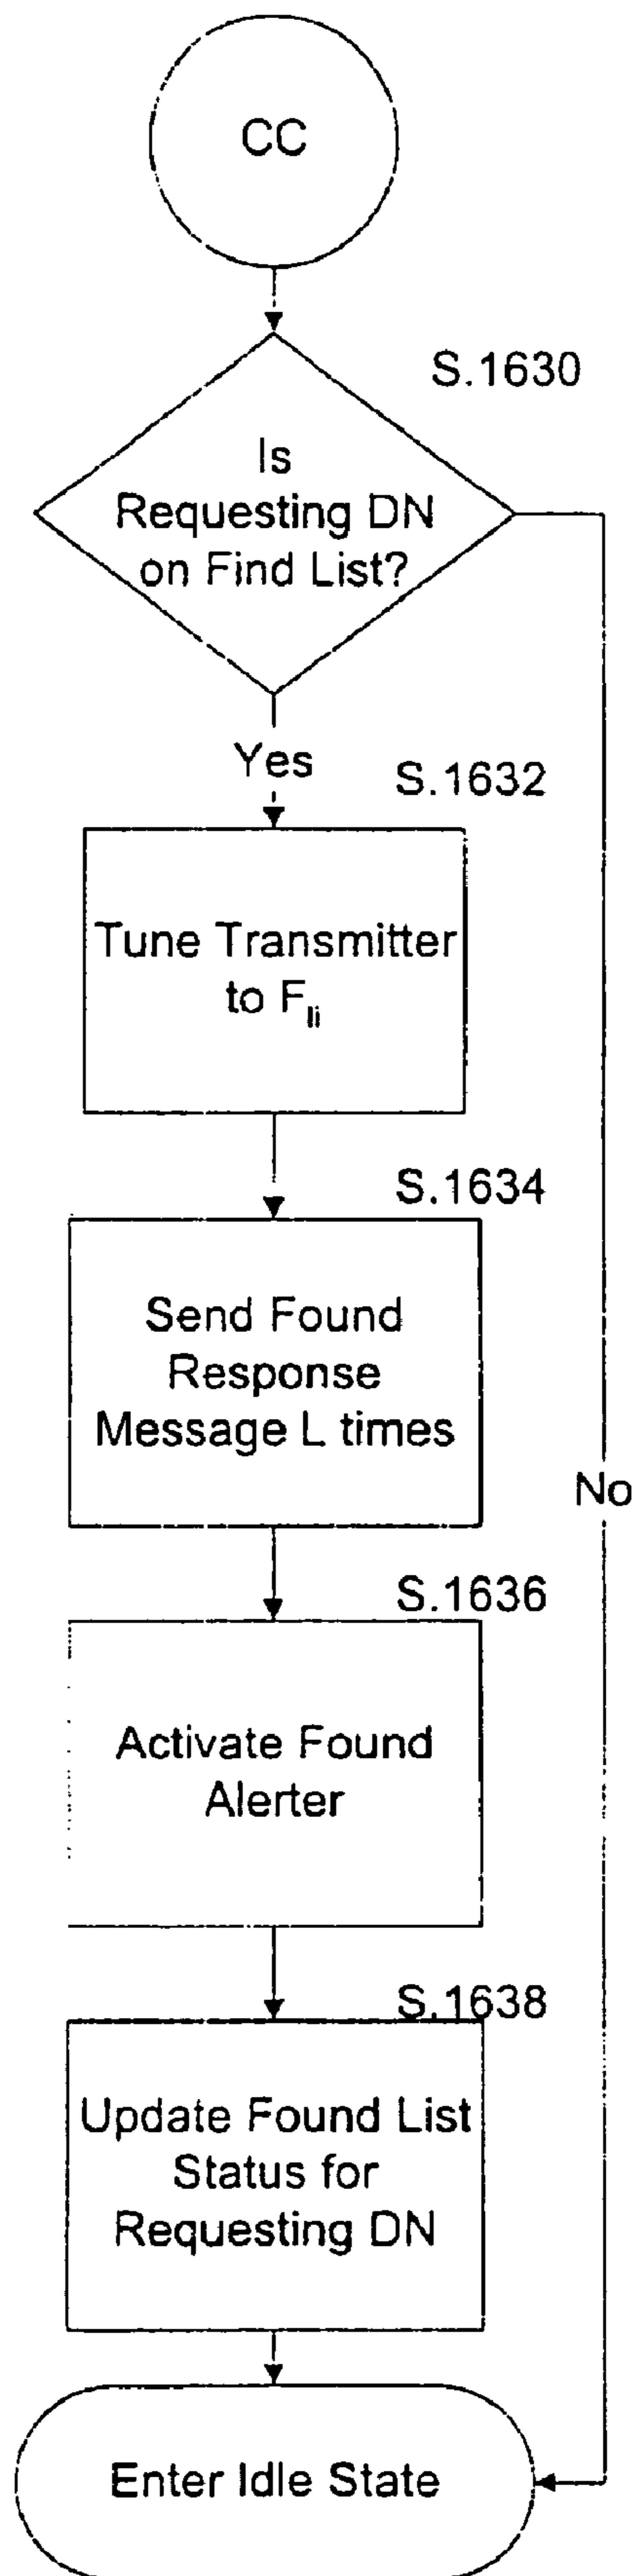 CC
S.1630
Is
Requesting DN
on Find List?
Yes
S.1632
Tune Transmitter
to F_li
S.1634
Send Found
Response
Message L times
No
S.1636
Activate Found
Alerter
S.1638
Update Found List
Status for
Requesting DN
Enter Idle State